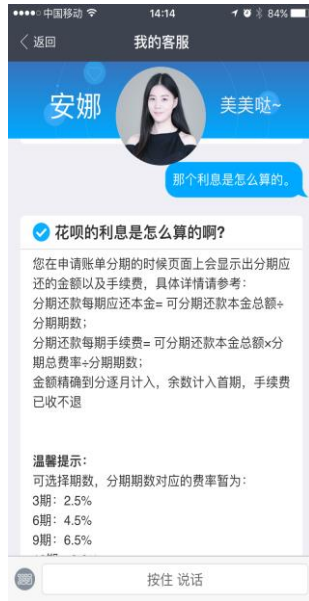 中国移动 14:14 84%
返回 我的客服
安娜 美美哒~
那个利息是怎么算的。
花呗的利息是怎么算的啊?
您在申请账单分期的时候页面上会显示出分期应
还的金额以及手续费，具体详情请参考：
分期还款每期应还本金= 可分期还款本金总额÷
分期期数；
分期还款每期手续费= 可分期还款本金总额×分
期总费率÷分期期数；
金额精确到分逐月计入，余数计入首期，手续费
已收不退
温馨提示：
可选择期数，分期期数对应的费率暂为：
3期：2.5%
6期：4.5%
9期：6.5%
按住 说话